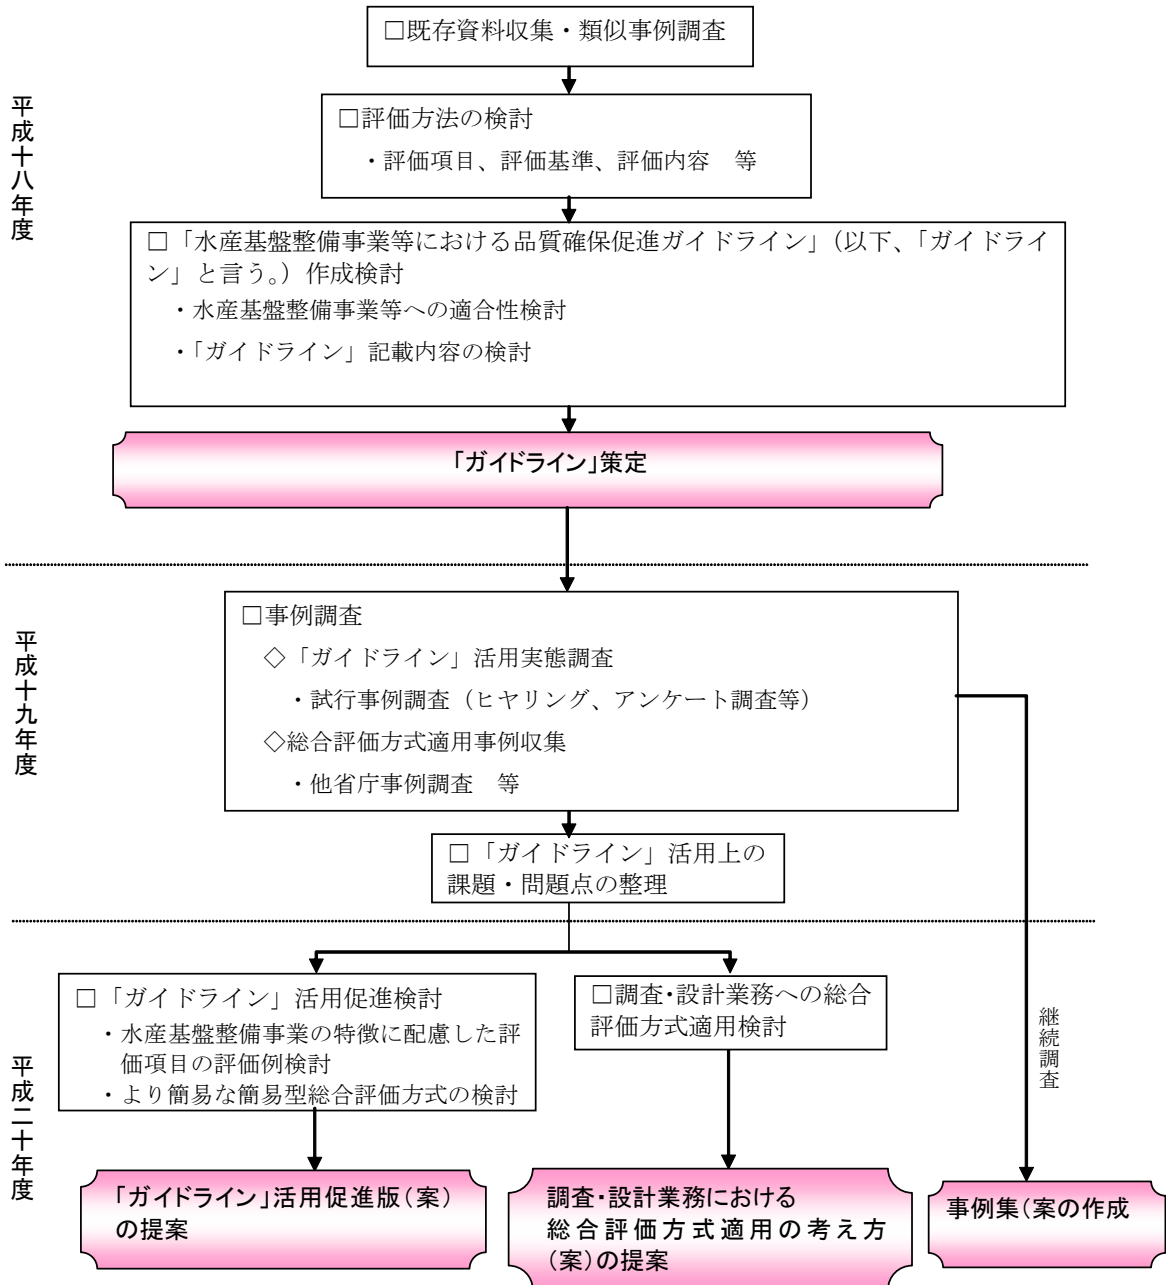 平成十八年度
□既存資料収集・類似事例調査
□評価方法の検討
・評価項目、評価基準、評価内容　等
□「水産基盤整備事業等における品質確保促進ガイドライン」（以下、「ガイドライ
ン」と言う。）作成検討
・水産基盤整備事業等への適合性検討
・「ガイドライン」記載内容の検討
「ガイドライン」策定
平成十九年度
□事例調査
◇「ガイドライン」活用実態調査
・試行事例調査（ヒヤリング、アンケート調査等）
◇総合評価方式適用事例収集
・他省庁事例調査　等
□「ガイドライン」活用上の
課題・問題点の整理
平成二十年度
□「ガイドライン」活用促進検討
・水産基盤整備事業の特徴に配慮した評
価項目の評価例検討
・より簡易な簡易型総合評価方式の検討
□調査・設計業務への総合
評価方式適用検討
継続調査
「ガイドライン」活用促進版（案）
の提案
調査・設計業務における
総合評価方式適用の考え方
（案）の提案
事例集（案の作成